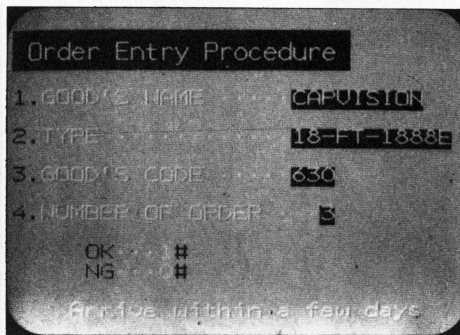 Order Entry Procedure
1. GOOD'S NAME ···· CAPVISION
2. TYPE ········ 18-FT-1888E
3. GOOD'S CODE ···· 630
4. NUMBER OF ORDER ·· 3
OK ··· 1#
NG ··· 0#
Arrive within a few days